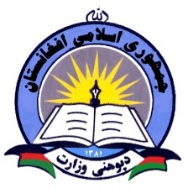 الله
جمهوری اسلامی افغانستان
۱۳۸۱
د پوهنې وزارت